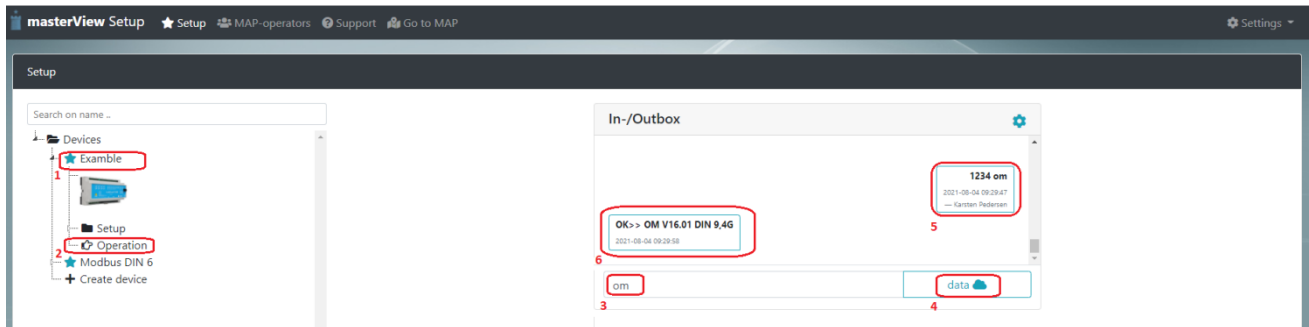 masterView Setup Setup MAP-operators Support Go to MAP Settings
Setup
Search on name ..
Devices
Examble
1
Setup
Operation
2
Modbus DIN 6
Create device
In-/Outbox
1234 om
2021-08-04 09:29:47
— Karsten Pedersen
5
OK>> OM V16.01 DIN 9,4G
2021-08-04 09:29:58
6
om
data
3
4